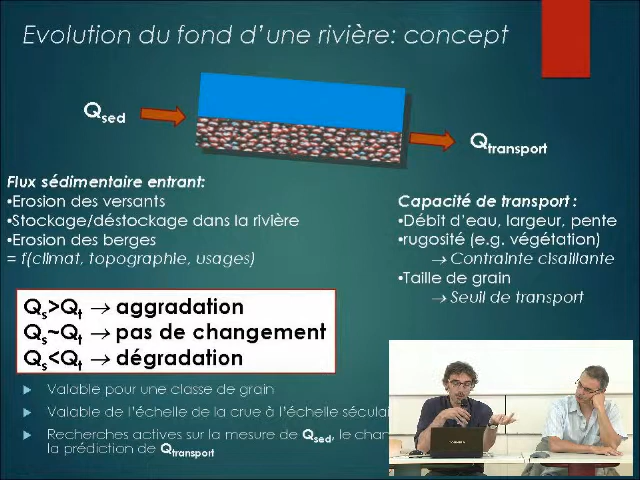 Evolution du fond d'une rivière: concept
Qsed
Qtransport
Flux sédimentaire entrant:
•Erosion des versants
•Stockage/déstockage dans la rivière
•Erosion des berges
= f(climat, topographie, usages)
Capacité de transport :
•Débit d'eau, largeur, pente
•rugosité (e.g. végétation)
→ Contrainte cisaillante
•Taille de grain
→ Seuil de transport
Qs>Qt → aggradation
Qs~Qt → pas de changement
Qs<Qt → dégradation
Valable pour une classe de grain
Valable de l'échelle de la crue à l'échelle séculai
Recherches actives sur la mesure de Qsed, le
la prédiction de Qtransport